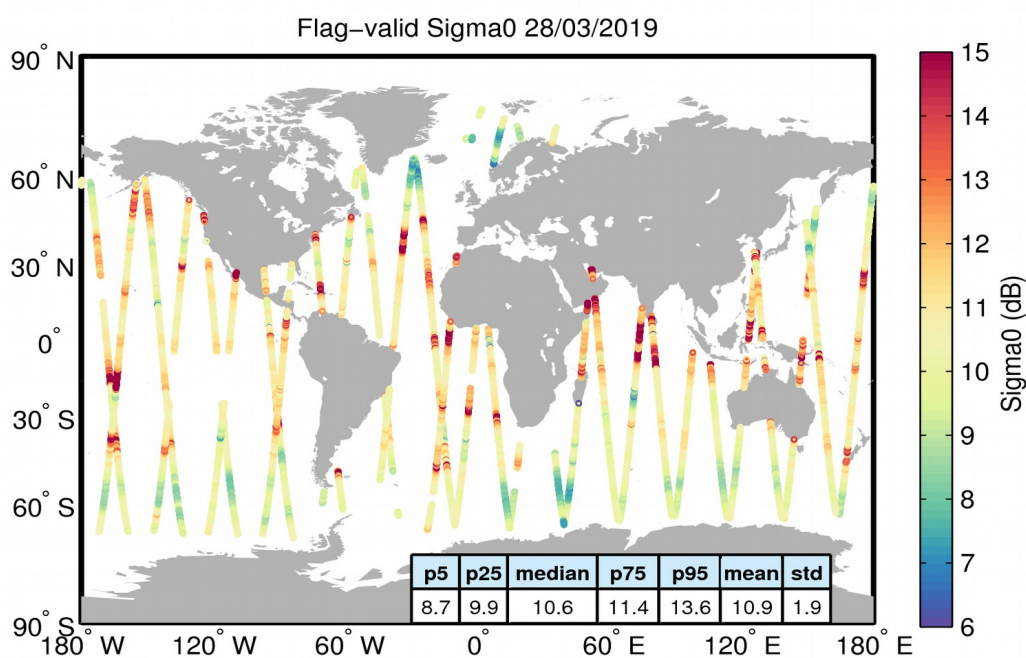 Flag−valid Sigma0 28/03/2019
90° N
60° N
30° N
0°
30° S
60° S
90° S
180° W
120° W
60° W
0°
60° E
120° E
180° E
15
14
13
12
11
10
9
8
7
6
Sigma0 (dB)
p5 p25 median p75 p95 mean std
8.7 9.9 10.6 11.4 13.6 10.9 1.9